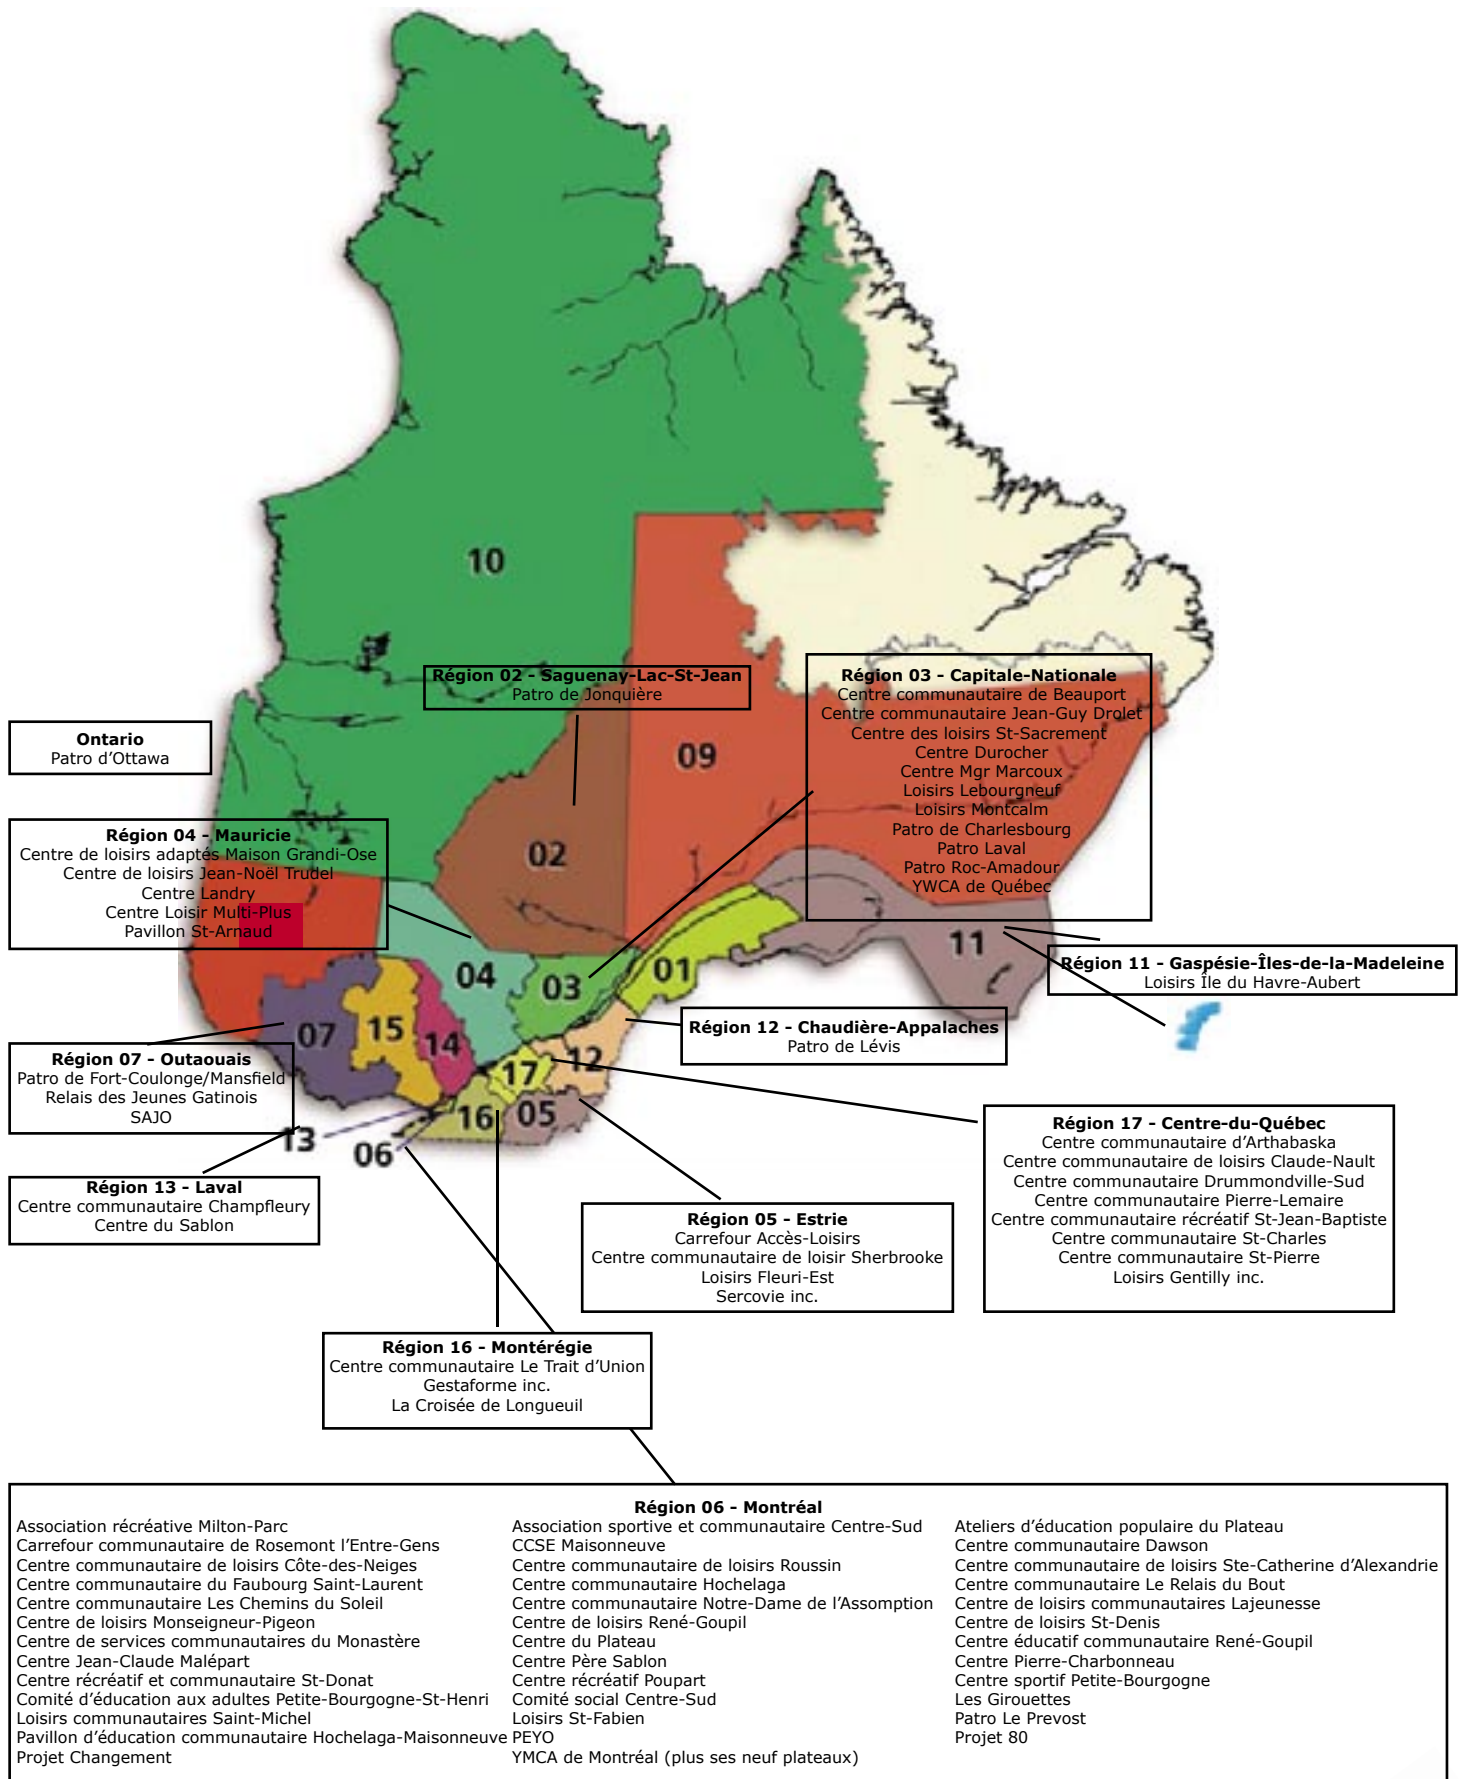 10
Région 02 - Saguenay-Lac-St-Jean
Patro de Jonquière
Région 03 - Capitale-Nationale
Centre communautaire de Beauport
Centre communautaire Jean-Guy Drolet
Centre des loisirs St-Sacrement
Centre Durocher
Centre Mgr Marcoux
Loisirs Lebourgneuf
Loisirs Montcalm
Patro de Charlesbourg
Patro Laval
Patro Roc-Amadour
YWCA de Québec
Ontario
Patro d'Ottawa
09
Région 04 - Mauricie
Centre de loisirs adaptés Maison Grandi-Ose
Centre de loisirs Jean-Noël Trudel
Centre Landry
Centre Loisir Multi-Plus
Pavillon St-Arnaud
02
11
01
04
03
Région 11 - Gaspésie-Îles-de-la-Madeleine
Loisirs Île du Havre-Aubert
07
15
14
Région 12 - Chaudière-Appalaches
Patro de Lévis
Région 07 - Outaouais
Patro de Fort-Coulonge/Mansfield
Relais des Jeunes Gatinois
SAJO
17
12
16
05
13
06
Région 17 - Centre-du-Québec
Centre communautaire d'Arthabaska
Centre communautaire de loisirs Claude-Nault
Centre communautaire Drummondville-Sud
Centre communautaire Pierre-Lemaire
Centre communautaire récréatif St-Jean-Baptiste
Centre communautaire St-Charles
Centre communautaire St-Pierre
Loisirs Gentilly inc.
Région 13 - Laval
Centre communautaire Champfleury
Centre du Sablon
Région 05 - Estrie
Carrefour Accès-Loisirs
Centre communautaire de loisir Sherbrooke
Loisirs Fleuri-Est
Sercovie inc.
Région 16 - Montérégie
Centre communautaire Le Trait d'Union
Gestaforme inc.
La Croisée de Longueuil
Région 06 - Montréal
Association récréative Milton-Parc
Carrefour communautaire de Rosemont l'Entre-Gens
Centre communautaire de loisirs Côte-des-Neiges
Centre communautaire du Faubourg Saint-Laurent
Centre communautaire Les Chemins du Soleil
Centre de loisirs Monseigneur-Pigeon
Centre de services communautaires du Monastère
Centre Jean-Claude Malépart
Centre récréatif et communautaire St-Donat
Comité d'éducation aux adultes Petite-Bourgogne-St-Henri
Loisirs communautaires Saint-Michel
Pavillon d'éducation communautaire Hochelaga-Maisonneuve
Projet Changement
Association sportive et communautaire Centre-Sud
CCSE Maisonneuve
Centre communautaire de loisirs Roussin
Centre communautaire Hochelaga
Centre communautaire Notre-Dame de l'Assomption
Centre de loisirs René-Goupil
Centre du Plateau
Centre Père Sablon
Centre récréatif Poupart
Comité social Centre-Sud
Loisirs St-Fabien
PEYO
YMCA de Montréal (plus ses neuf plateaux)
Ateliers d'éducation populaire du Plateau
Centre communautaire Dawson
Centre communautaire de loisirs Ste-Catherine d'Alexandrie
Centre communautaire Le Relais du Bout
Centre de loisirs communautaires Lajeunesse
Centre de loisirs St-Denis
Centre éducatif communautaire René-Goupil
Centre Pierre-Charbonneau
Centre sportif Petite-Bourgogne
Les Girouettes
Patro Le Prevost
Projet 80